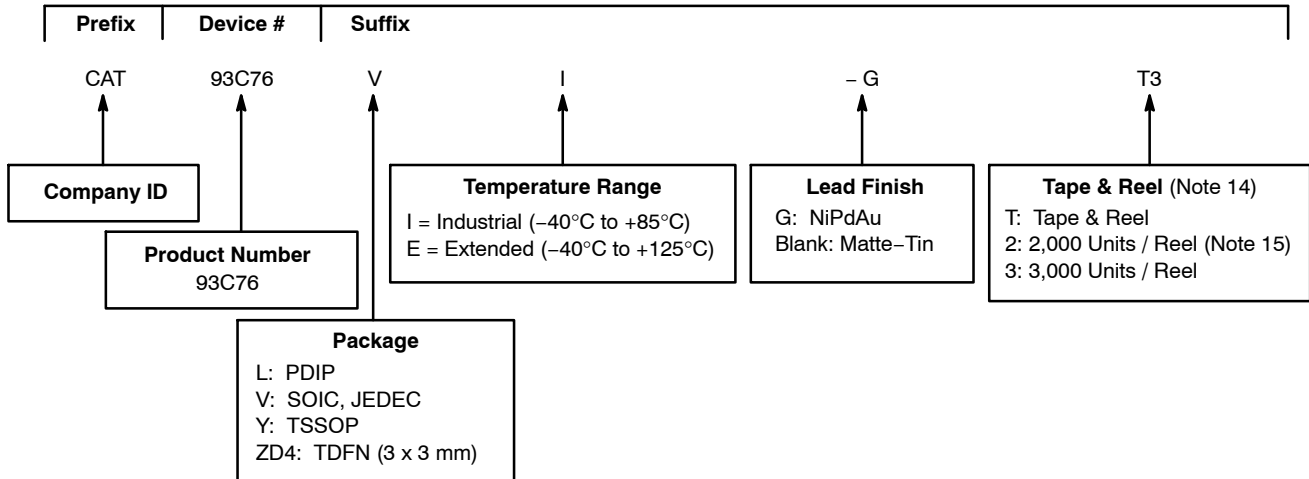 Prefix Device # Suffix
CAT 93C76 V I – G T3
Company ID
Product Number
93C76
Package
L: PDIP
V: SOIC, JEDEC
Y: TSSOP
ZD4: TDFN (3 x 3 mm)
Temperature Range
I = Industrial (−40°C to +85°C)
E = Extended (−40°C to +125°C)
Lead Finish
G: NiPdAu
Blank: Matte−Tin
Tape & Reel (Note 14)
T: Tape & Reel
2: 2,000 Units / Reel (Note 15)
3: 3,000 Units / Reel